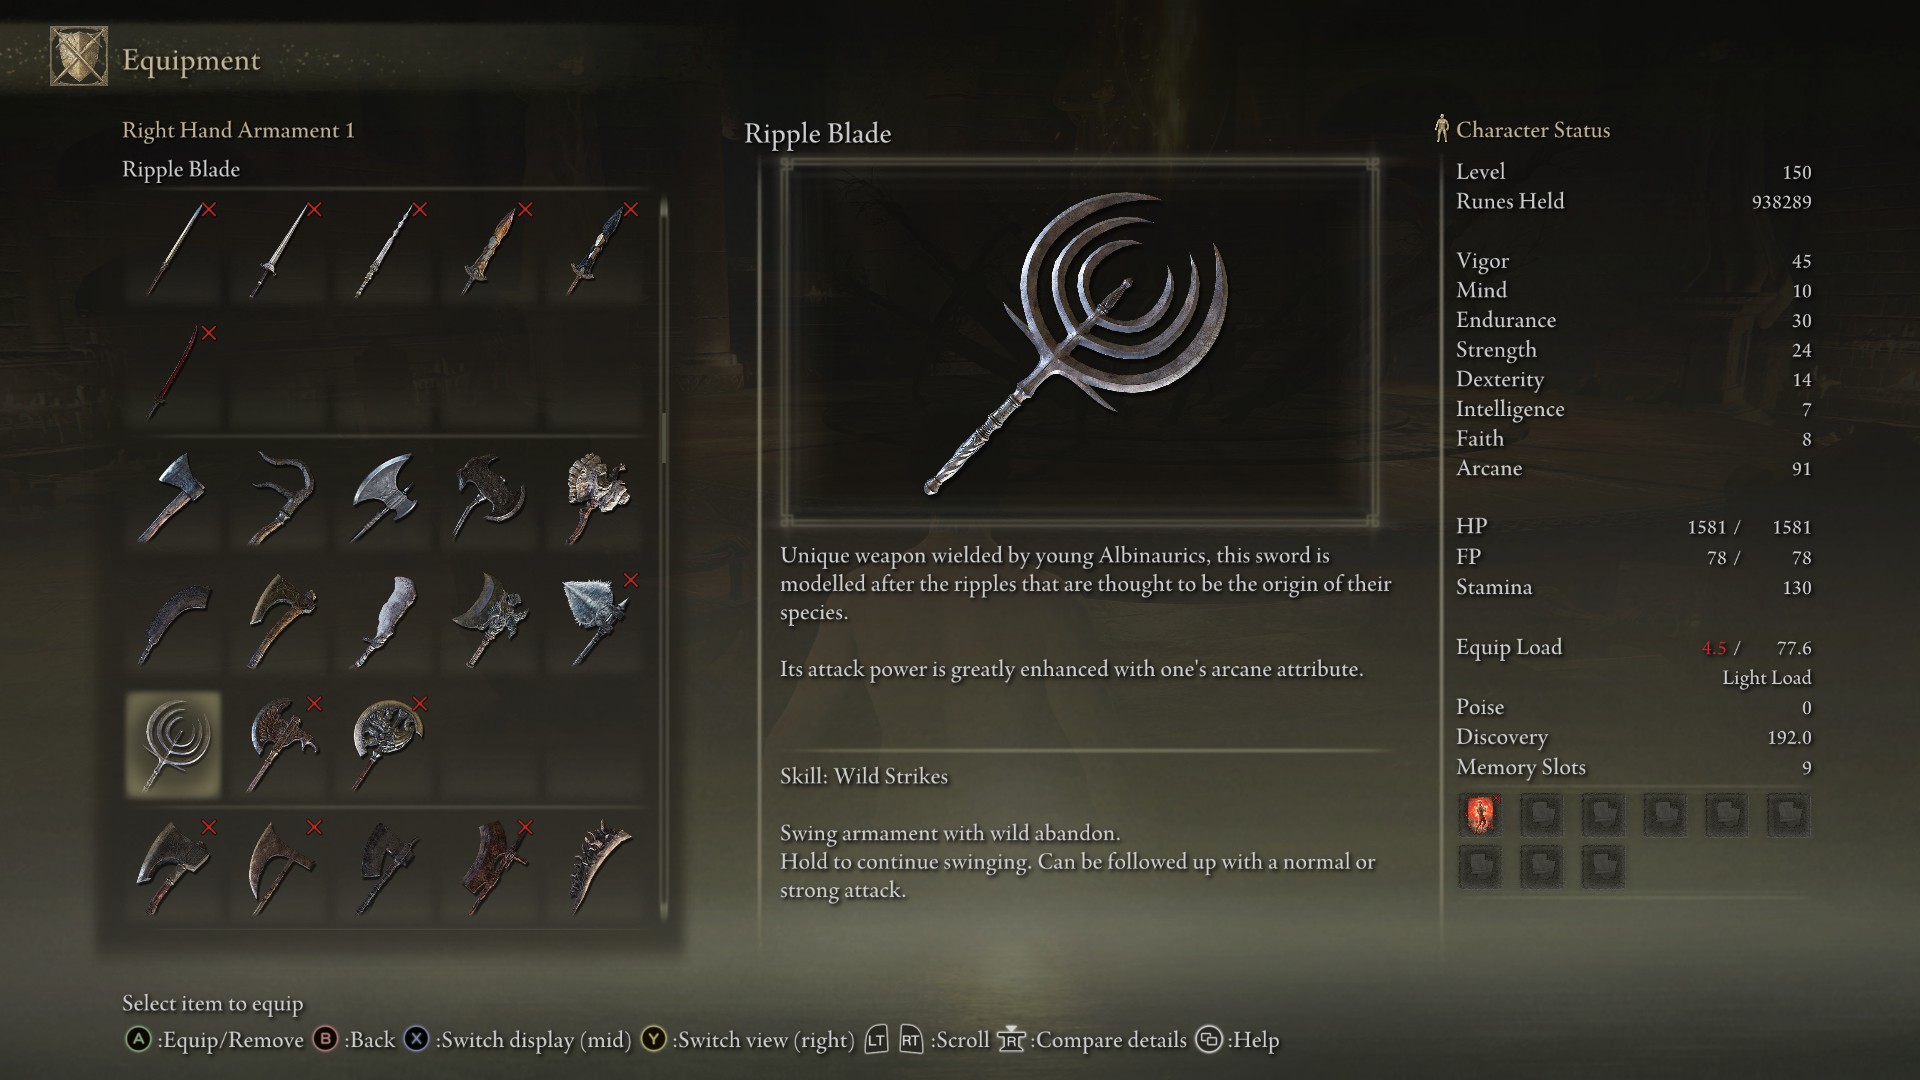 Equipment
Right Hand Armament 1
Ripple Blade
Ripple Blade
Unique weapon wielded by young Albinaurics, this sword is
modelled after the ripples that are thought to be the origin of their
species.
Its attack power is greatly enhanced with one's arcane attribute.
Skill: Wild Strikes
Swing armament with wild abandon.
Hold to continue swinging. Can be followed up with a normal or
strong attack.
Character Status
Level 150
Runes Held 938289
Vigor 45
Mind 10
Endurance 30
Strength 24
Dexterity 14
Intelligence 7
Faith 8
Arcane 91
HP 1581 / 1581
FP 78 / 78
Stamina 130
Equip Load 4.5 / 77.6
Light Load
Poise 0
Discovery 192.0
Memory Slots 9
Select item to equip
A :Equip/Remove B :Back X :Switch display (mid) Y :Switch view (right) LT RT :Scroll R :Compare details :Help